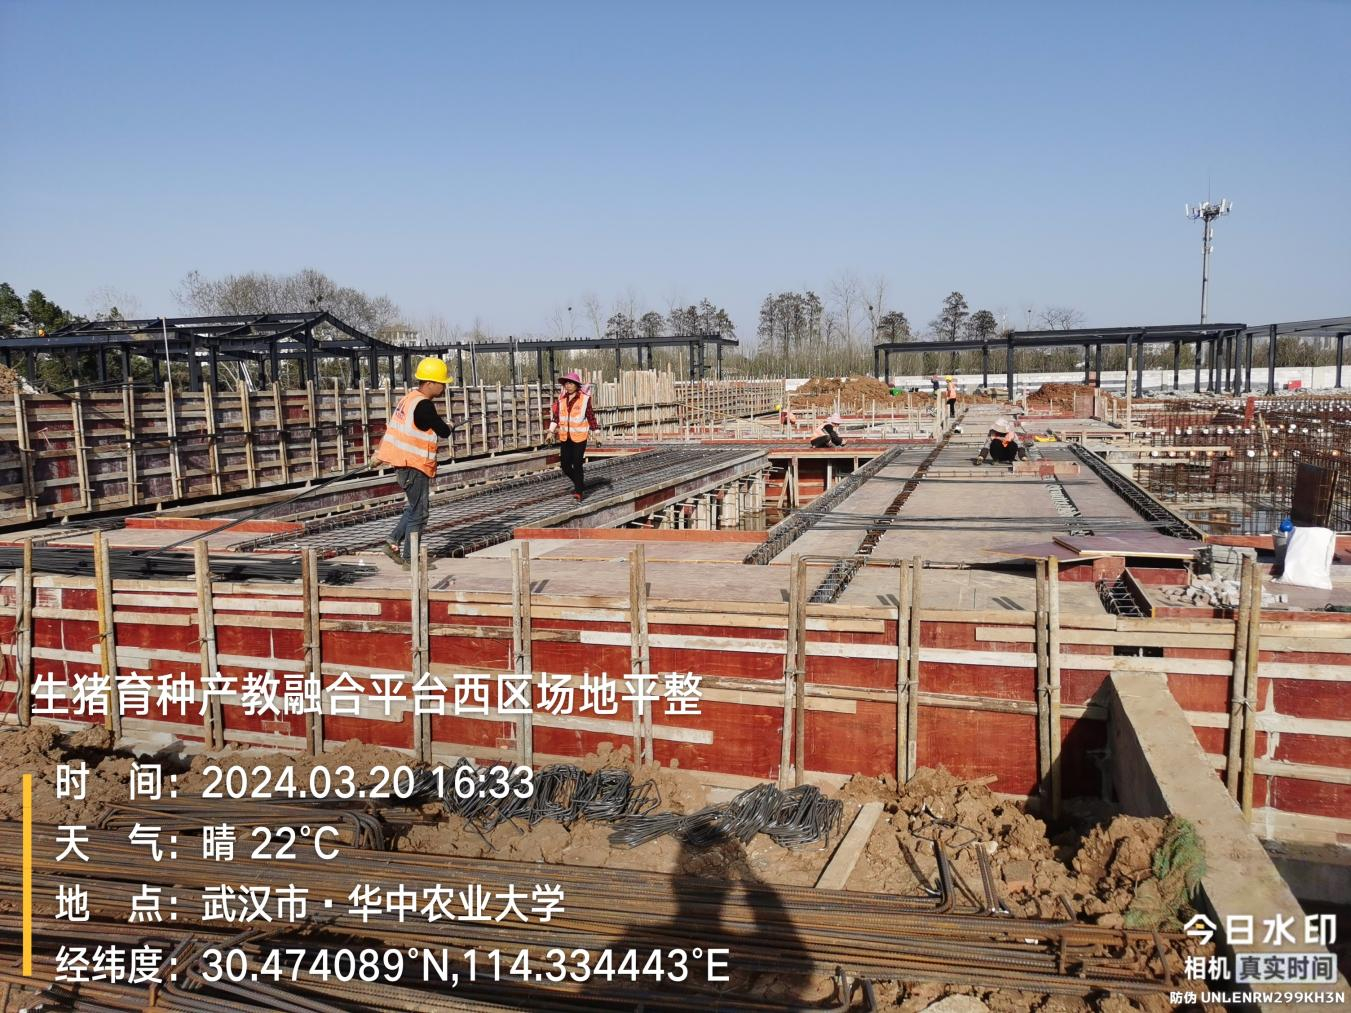 生猪育种产教融合平台西区场地平整
时 间：2024.03.20 16:33
天 气：晴 22℃
地 点：武汉市·华中农业大学
经纬度：30.474089°N,114.334443°E
今日水印
相机 真实时间
防伪 UNLENRW299KH3N